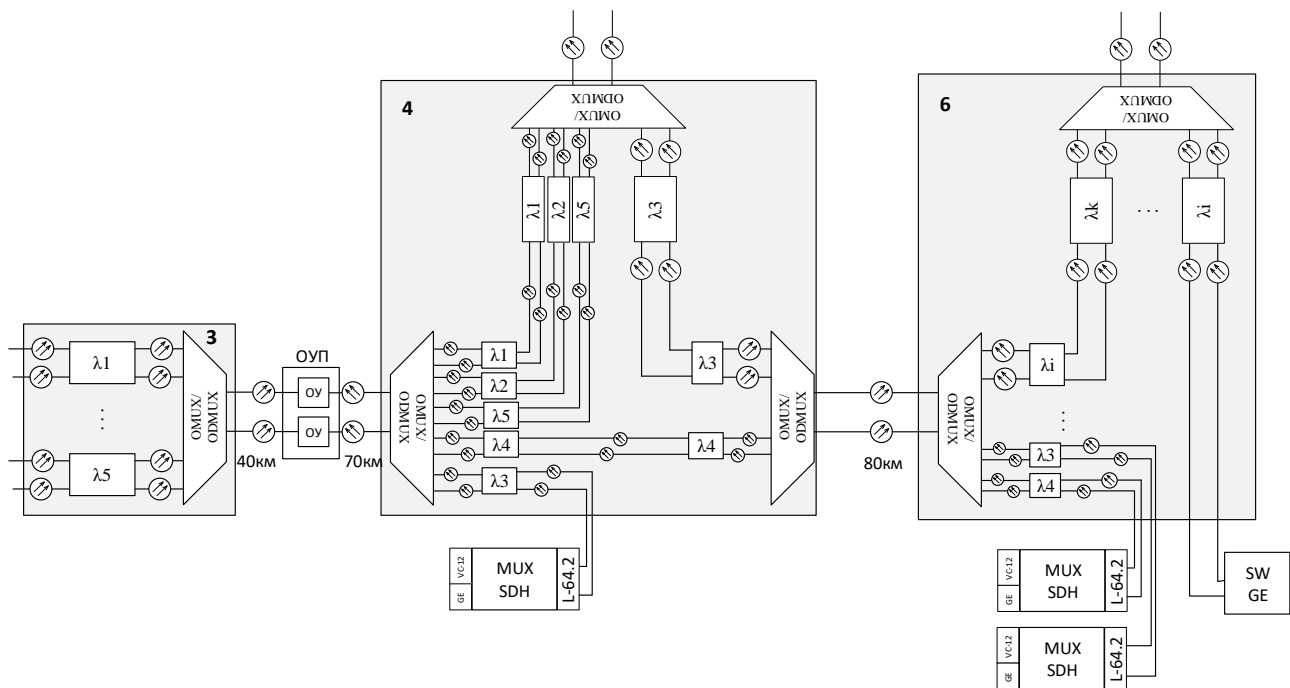 4
OMUX/
ODMUX
λ1
λ2
λ5
λ3
6
OMUX/
ODMUX
λk
. . .
λi
3
λ1
. . .
λ5
OMUX/
ODMUX
40км
ОУП
ОУ
ОУ
70км
OMUX/
ODMUX
λ1
λ2
λ5
λ4
λ3
λ3
λ4
OMUX/
ODMUX
80км
OMUX/
ODMUX
λi
. . .
λ3
λ4
VC-12
GE
MUX
SDH
L-64.2
VC-12
GE
MUX
SDH
L-64.2
SW
GE
VC-12
GE
MUX
SDH
L-64.2